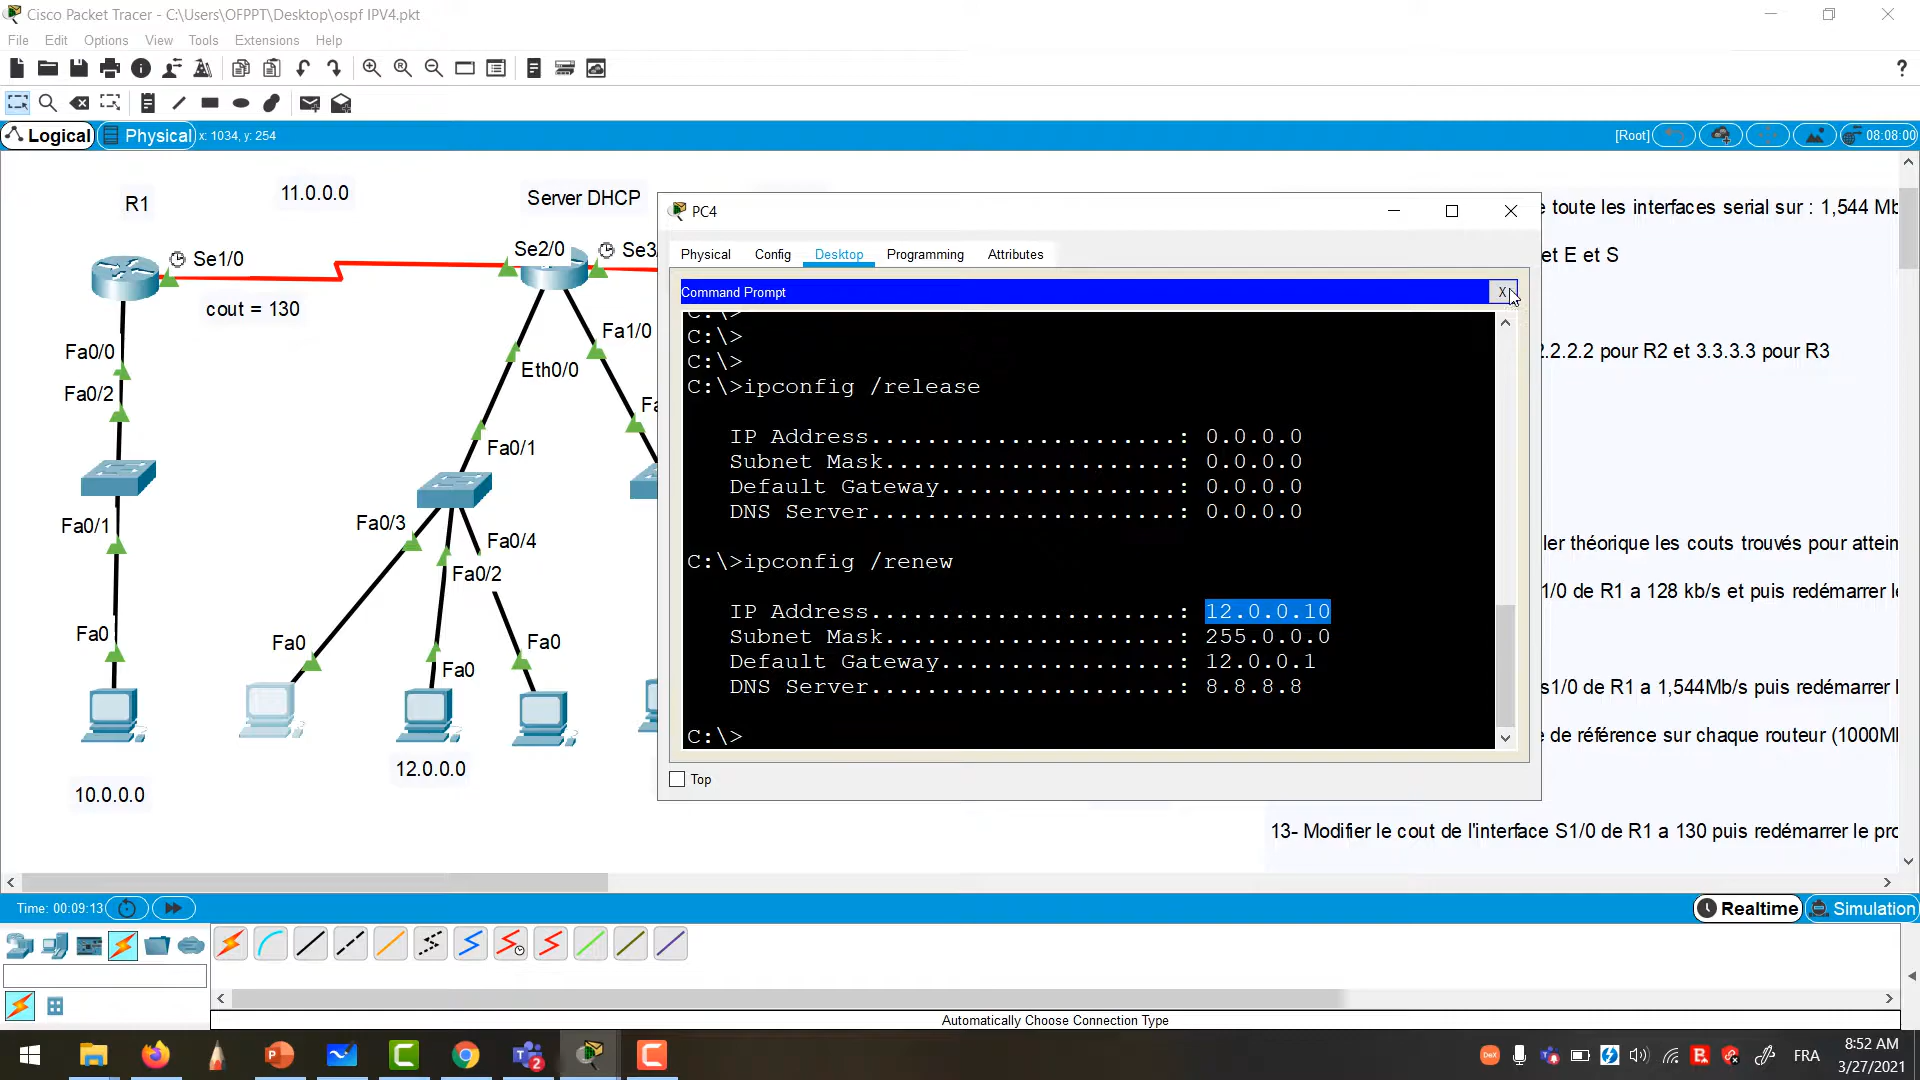 Cisco Packet Tracer - C:\Users\OFPPT\Desktop\ospf IPV4.pkt
File Edit Options View Tools Extensions Help
Logical Physical x: 1034, y: 254
[Root] 08:08:00
R1
11.0.0.0
Server DHCP
Se1/0
Se2/0
Se3
cout = 130
Fa0/0
Fa0/2
Fa1/0
Eth0/0
Fa
Fa0/1
Fa0/1
Fa0/3
Fa0/4
Fa0/2
Fa0
Fa0
Fa0
Fa0
12.0.0.0
10.0.0.0
PC4
Physical Config Desktop Programming Attributes
Command Prompt
X
C:\>
C:\>
C:\>
C:\>ipconfig /release
IP Address......................: 0.0.0.0
Subnet Mask.....................: 0.0.0.0
Default Gateway.................: 0.0.0.0
DNS Server......................: 0.0.0.0
C:\>ipconfig /renew
IP Address......................: 12.0.0.10
Subnet Mask.....................: 255.0.0.0
Default Gateway.................: 12.0.0.1
DNS Server......................: 8.8.8.8
C:\>
Top
e toute les interfaces serial sur : 1,544 Mb
et E et S
2.2.2.2 pour R2 et 3.3.3.3 pour R3
ler théorique les couts trouvés pour attein
1/0 de R1 a 128 kb/s et puis redémarrer le
s1/0 de R1 a 1,544Mb/s puis redémarrer l
e de référence sur chaque routeur (1000M
13- Modifier le cout de l'interface S1/0 de R1 a 130 puis redémarrer le pro
Time: 00:09:13
Realtime Simulation
Automatically Choose Connection Type
FRA
8:52 AM
3/27/2021